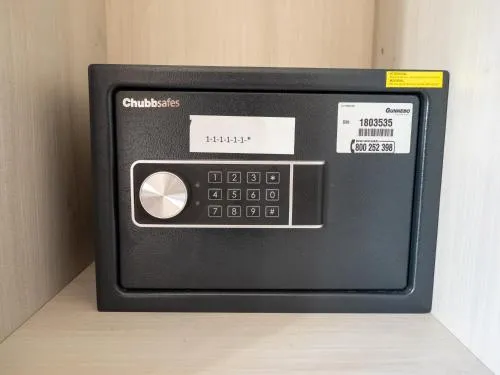 Chubbsafes
1-1-1-1-1-1-*
GUNNEBO
S/N: 1803535
800 252 398
1 2 3 *
4 5 6 0
7 8 9 #